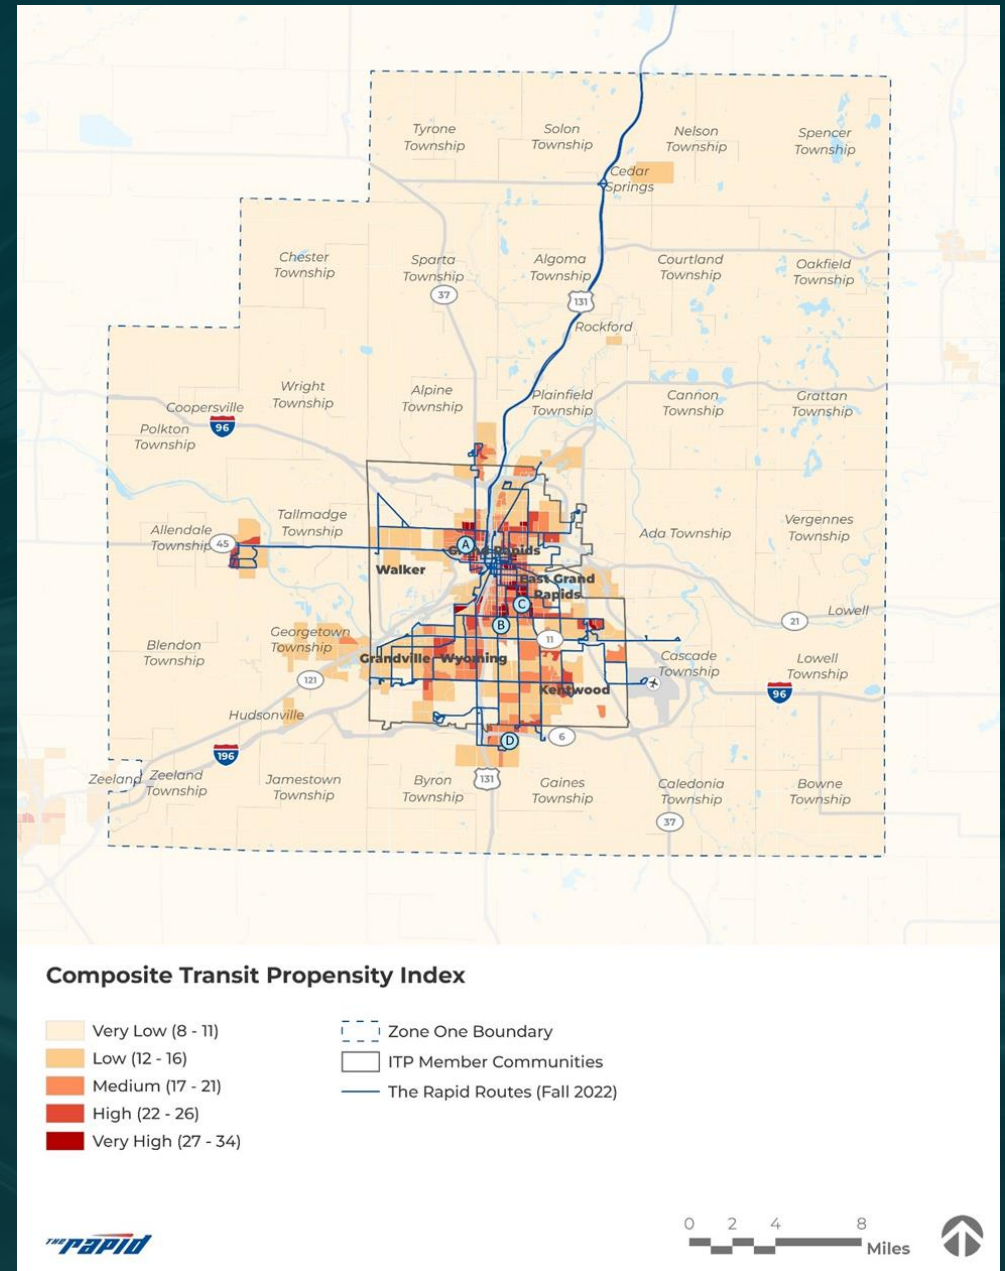 Tyrone
Township
Solon
Township
Nelson
Township
Spencer
Township
Cedar
Springs
Chester
Township
Sparta
Township
Algoma
Township
Courtland
Township
Oakfield
Township
37
131
Rockford
Wright
Township
Alpine
Township
Plainfield
Township
Cannon
Township
Grattan
Township
Coopersville
96
Polkton
Township
Allendale
Township
45
Tallmadge
Township
A
Grand Rapids
Ada Township
Vergennes
Township
Walker
East Grand
Rapids
C
B
Lowell
21
Blendon
Township
Georgetown
Township
11
Grandville
Wyoming
Cascade
Township
Lowell
Township
121
Kentwood
96
Hudsonville
D
6
196
Zeeland
Zeeland
Township
Jamestown
Township
Byron
Township
131
Gaines
Township
Caledonia
Township
Bowne
Township
37
Composite Transit Propensity Index
Very Low (8 - 11)
Low (12 - 16)
Medium (17 - 21)
High (22 - 26)
Very High (27 - 34)
Zone One Boundary
ITP Member Communities
The Rapid Routes (Fall 2022)
THE rapid
0 2 4 8
Miles